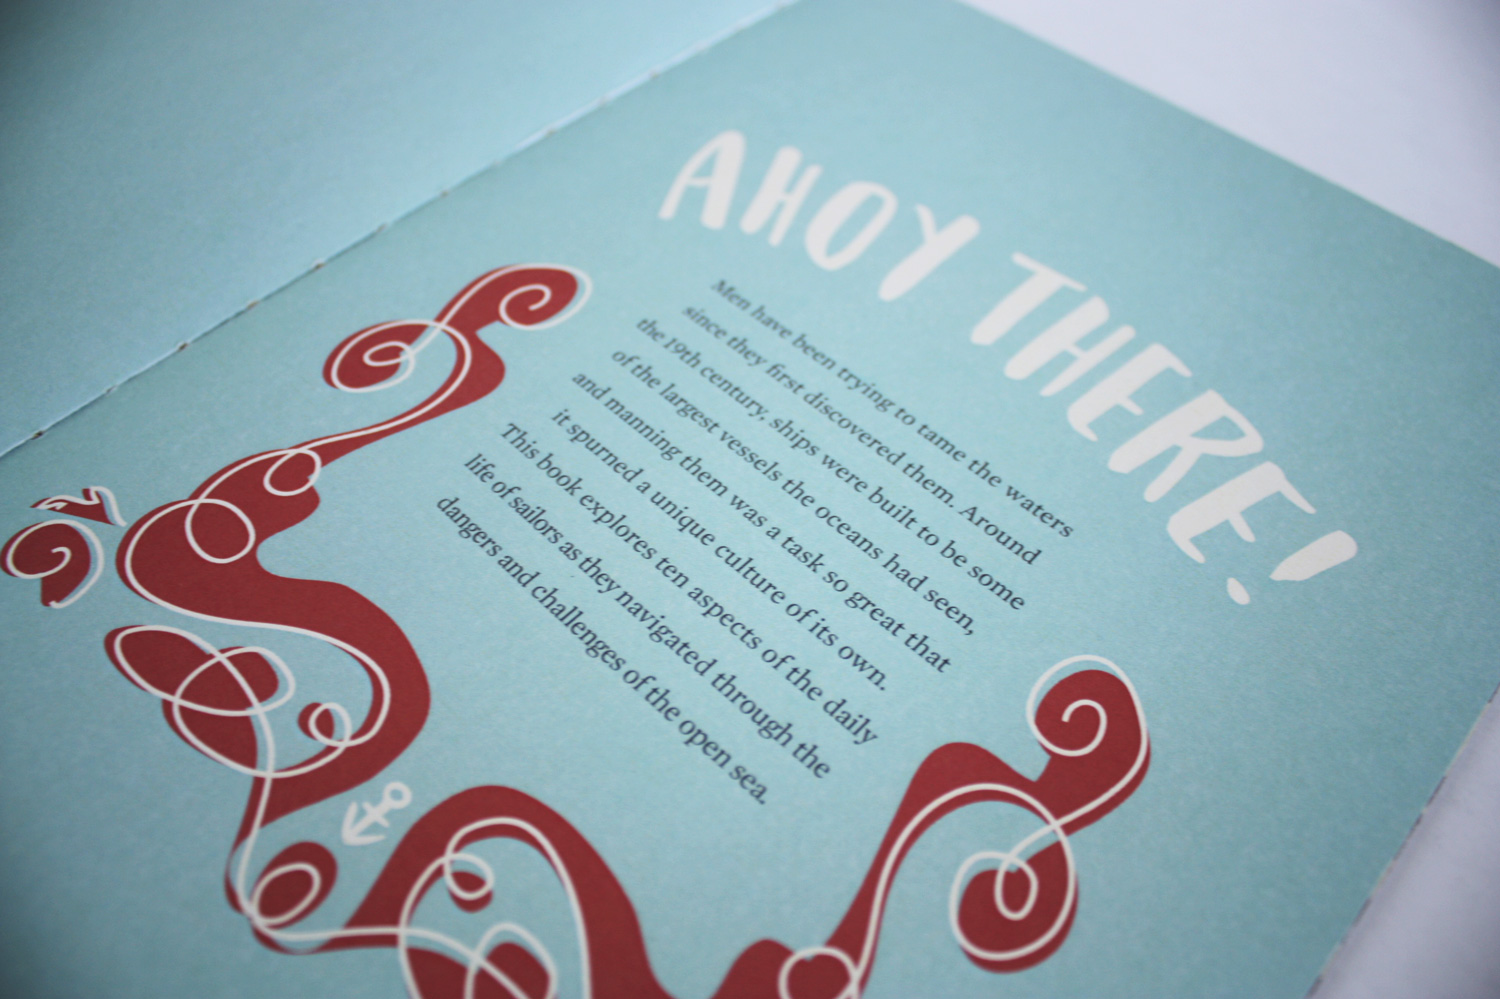 AHOY THERE!
Men have been trying to tame the waters
since they first discovered them. Around
the 19th century, ships were built to be some
of the largest vessels the oceans had seen,
and manning them was a task so great that
it spurned a unique culture of its own.
This book explores ten aspects of the daily
life of sailors as they navigated through the
dangers and challenges of the open sea.